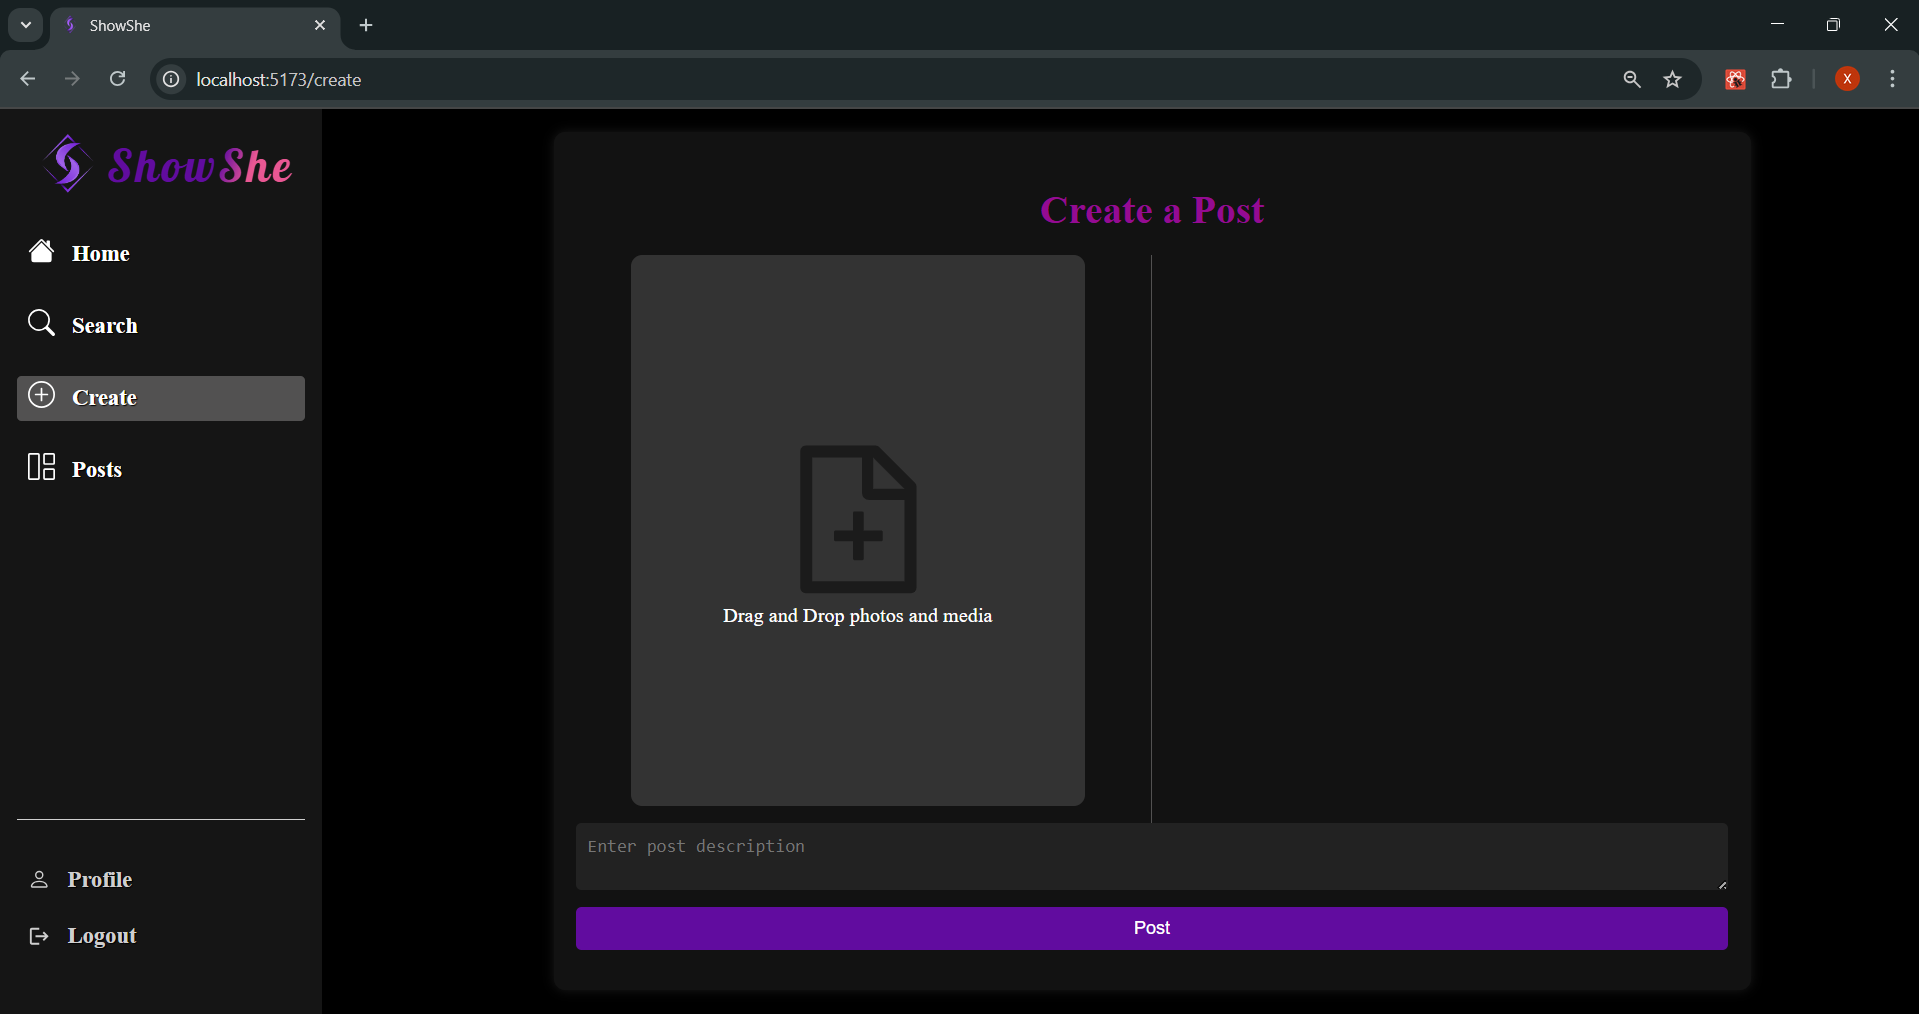 ShowShe
localhost:5173/create
X
ShowShe
Home
Search
Create
Posts
Profile
Logout
Create a Post
Drag and Drop photos and media
Enter post description
Post